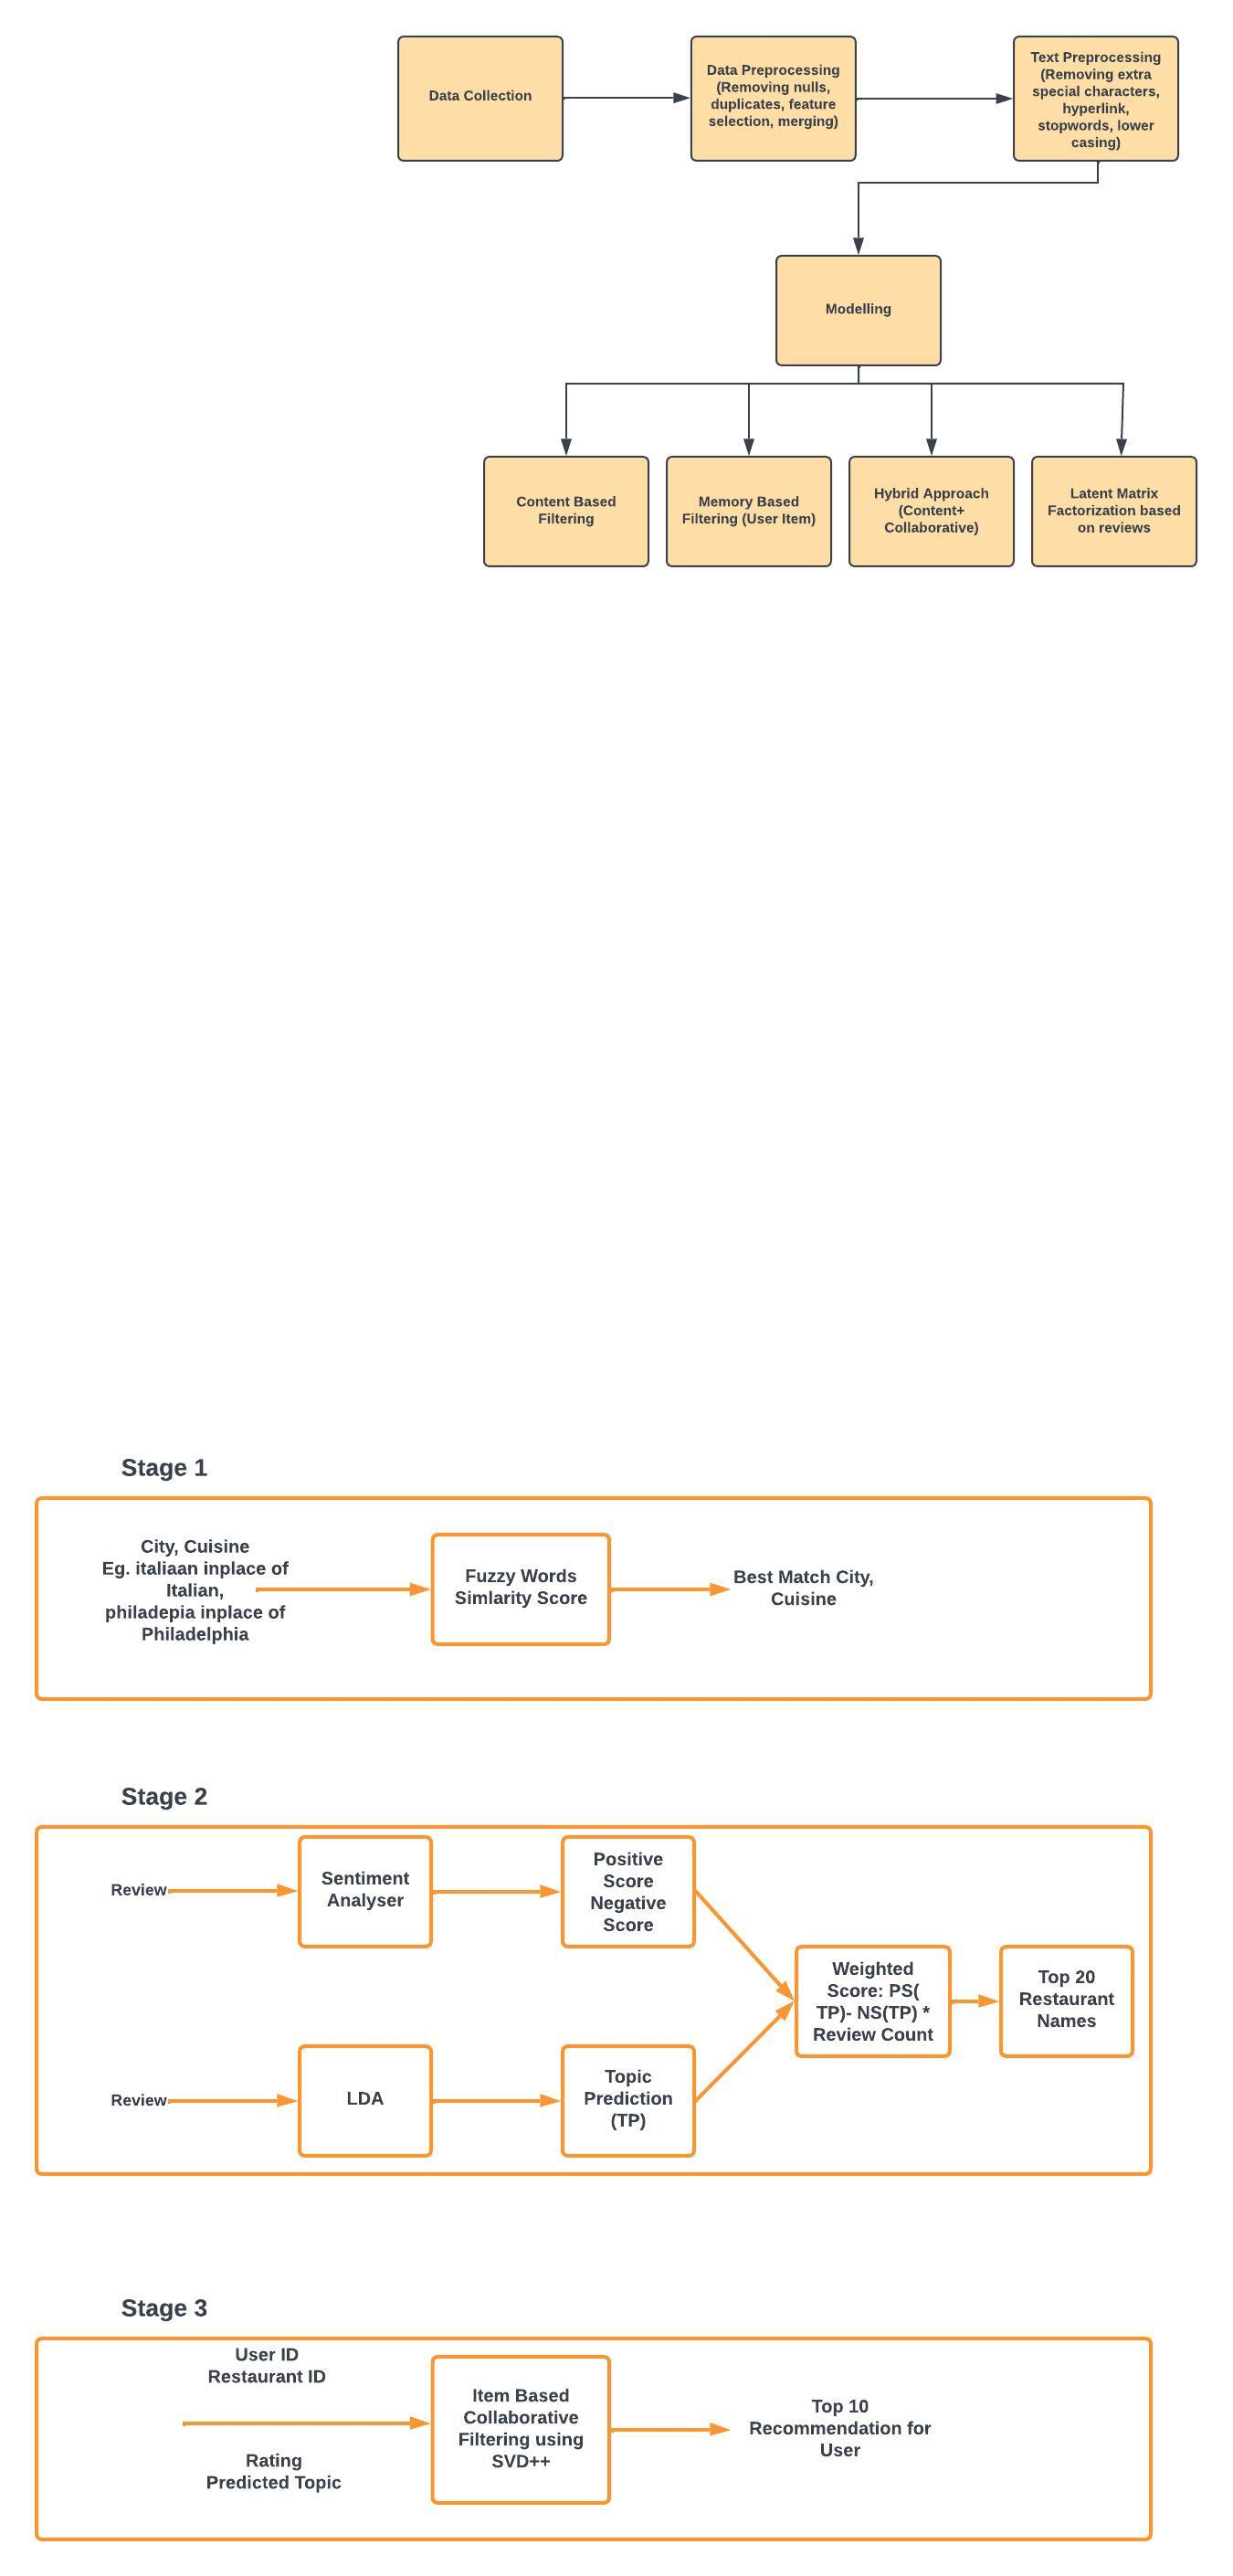 Data Collection
Data Preprocessing
(Removing nulls,
duplicates, feature
selection, merging)
Text Preprocessing
(Removing extra
special characters,
hyperlink,
stopwords, lower
casing)
Modelling
Content Based
Filtering
Memory Based
Filtering (User Item)
Hybrid Approach
(Content+
Collaborative)
Latent Matrix
Factorization based
on reviews
Stage 1
City, Cuisine
Eg. italiaan inplace of
Italian,
philadepia inplace of
Philadelphia
Fuzzy Words
Simlarity Score
Best Match City,
Cuisine
Stage 2
Review
Sentiment
Analyser
Positive
Score
Negative
Score
Review
LDA
Topic
Prediction
(TP)
Weighted
Score: PS(
TP)- NS(TP) *
Review Count
Top 20
Restaurant
Names
Stage 3
User ID
Restaurant ID
Rating
Predicted Topic
Item Based
Collaborative
Filtering using
SVD++
Top 10
Recommendation for
User